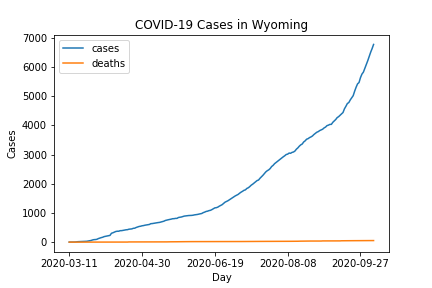 COVID-19 Cases in Wyoming
cases
deaths
7000
6000
5000
4000
3000
2000
1000
0
Cases
2020-03-11 2020-04-30 2020-06-19 2020-08-08 2020-09-27
Day